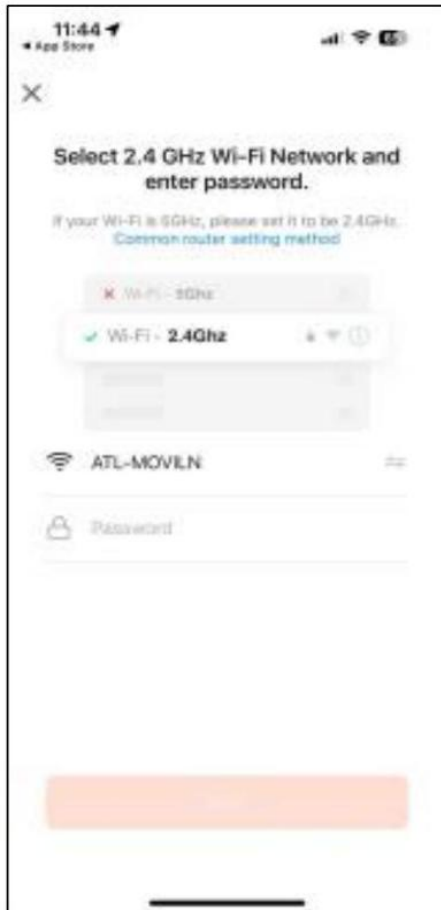 11:44
◂ App Store
Select 2.4 GHz Wi-Fi Network and
enter password.
If your Wi-Fi is 5GHz, please set it to be 2.4GHz.
Common router setting method
Wi-Fi - 5Ghz
Wi-Fi - 2.4Ghz
ATL-MOVILN
Password